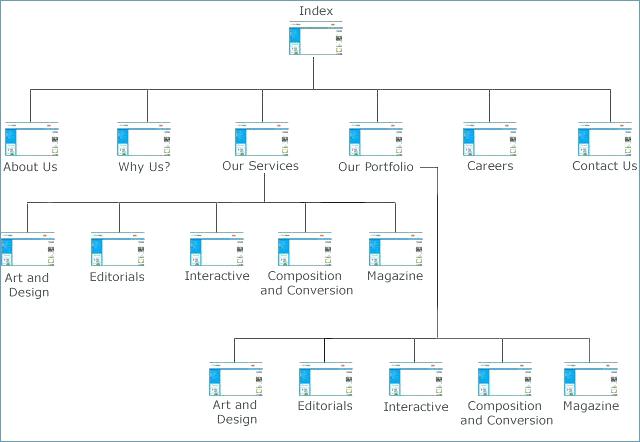 Index
About Us
Why Us?
Our Services
Our Portfolio
Careers
Contact Us
Art and
Design
Editorials
Interactive
Composition
and Conversion
Magazine
Art and
Design
Editorials
Interactive
Composition
and Conversion
Magazine